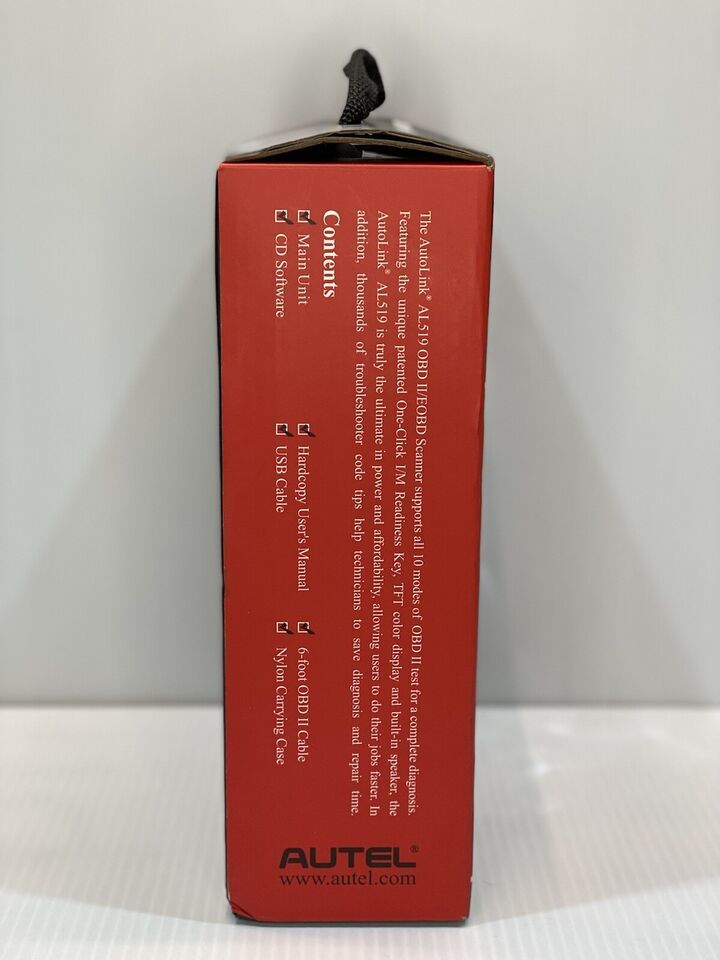 The AutoLink® AL519 OBD II/EOBD Scanner supports all 10 modes of OBD II test for a complete diagnosis.
Featuring the unique patented One-Click I/M Readiness Key, TFT color display and built-in speaker, the
AutoLink® AL519 is truly the ultimate in power and affordability, allowing users to do their jobs faster. In
addition, thousands of troubleshooter code tips help technicians to save diagnosis and repair time.
Contents
Main Unit
Hardcopy User's Manual
6-foot OBD II Cable
CD Software
USB Cable
Nylon Carrying Case
AUTEL®
www.autel.com